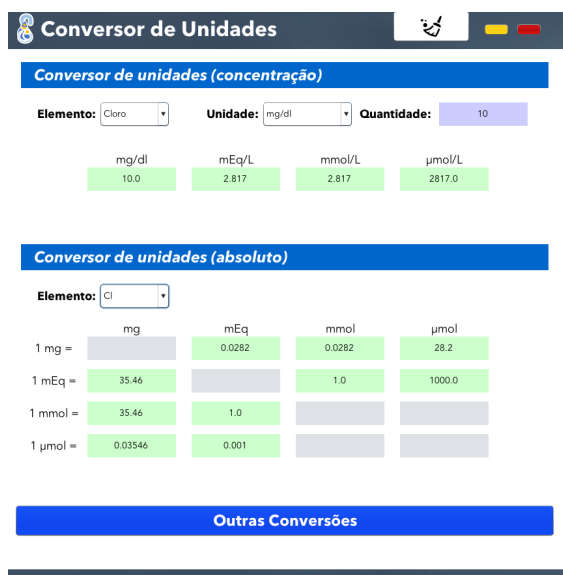 Conversor de Unidades
Conversor de unidades (concentração)
Elemento: Cloro Unidade: mg/dl Quantidade: 10
mg/dl mEq/L mmol/L µmol/L
10.0 2.817 2.817 2817.0
Conversor de unidades (absoluto)
Elemento: Cl
mg mEq mmol µmol
1 mg = 0.0282 0.0282 28.2
1 mEq = 35.46 1.0 1000.0
1 mmol = 35.46 1.0
1 µmol = 0.03546 0.001
Outras Conversões